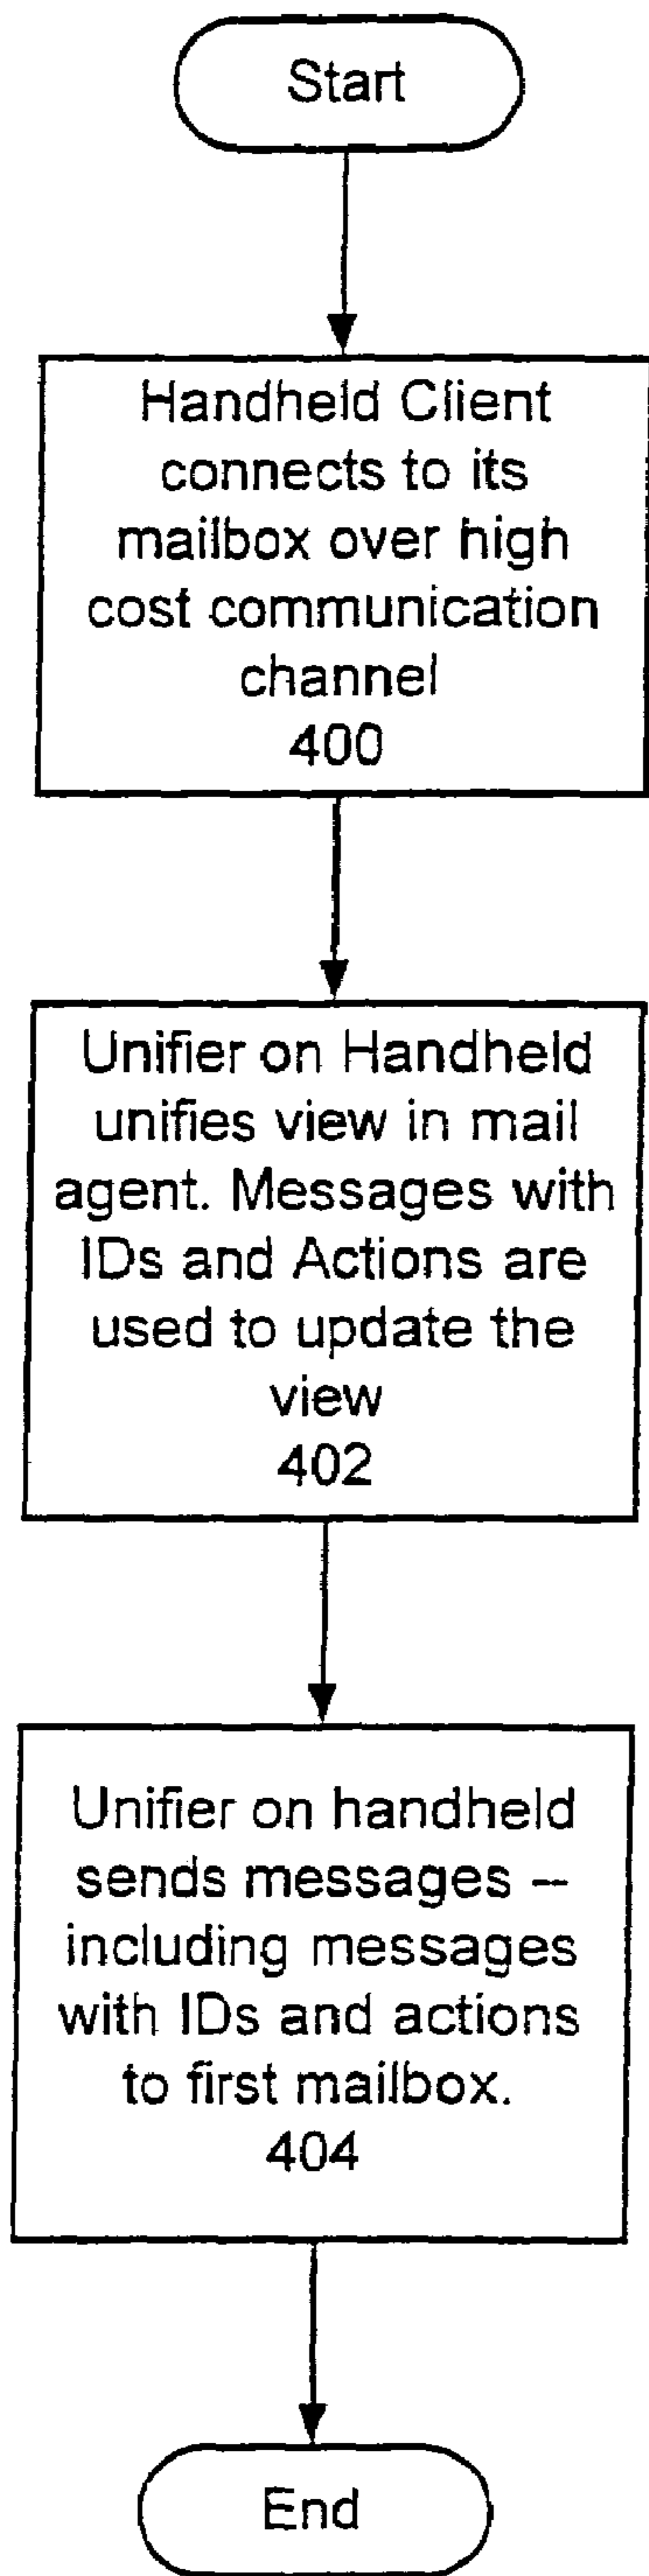 Start
Handheld Client
connects to its
mailbox over high
cost communication
channel
400
Unifier on Handheld
unifies view in mail
agent. Messages with
IDs and Actions are
used to update the
view
402
Unifier on handheld
sends messages --
including messages
with IDs and actions
to first mailbox.
404
End